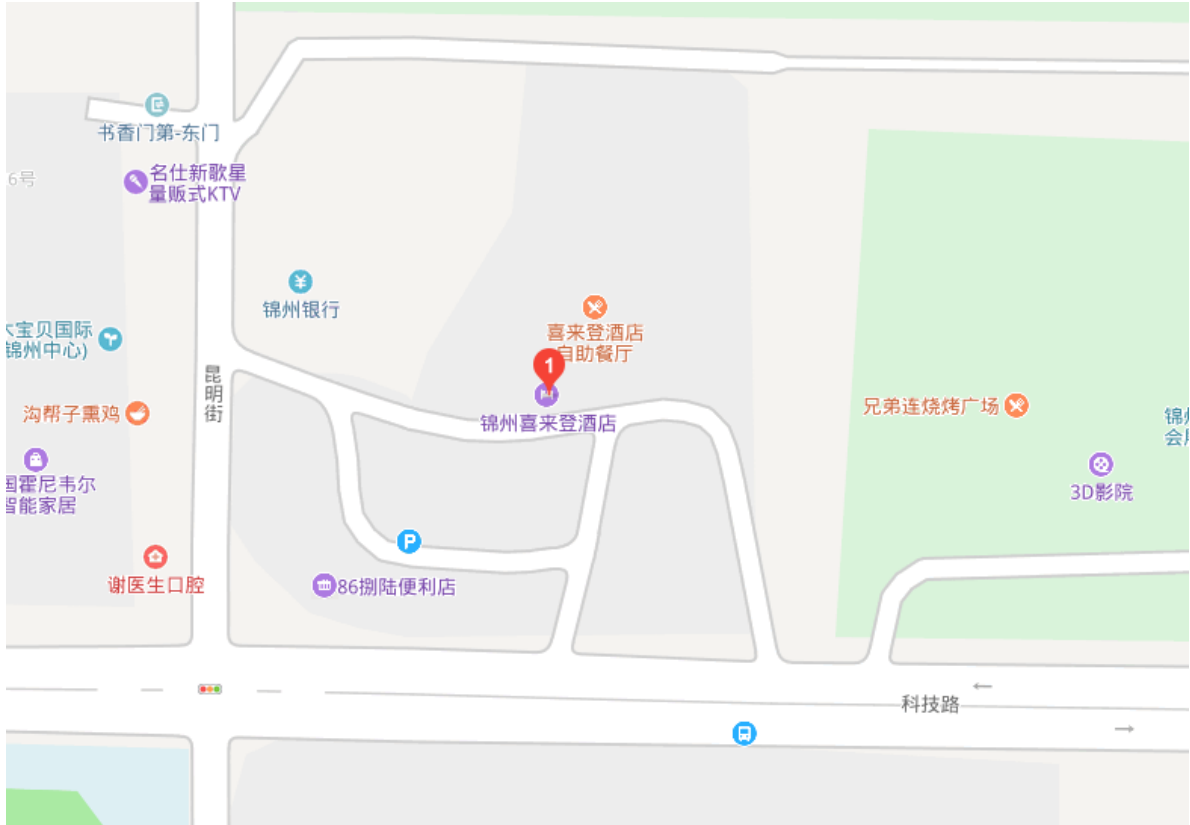 书香门第-东门
名仕新歌星
量贩式KTV
6号
锦州银行
宝贝国际
锦州中心)
喜来登酒店
自助餐厅
1
昆明街
沟帮子熏鸡
锦州喜来登酒店
兄弟连烧烤广场
锦
会
国霍尼韦尔
智能家居
3D影院
P
谢医生口腔
86捌陆便利店
科技路